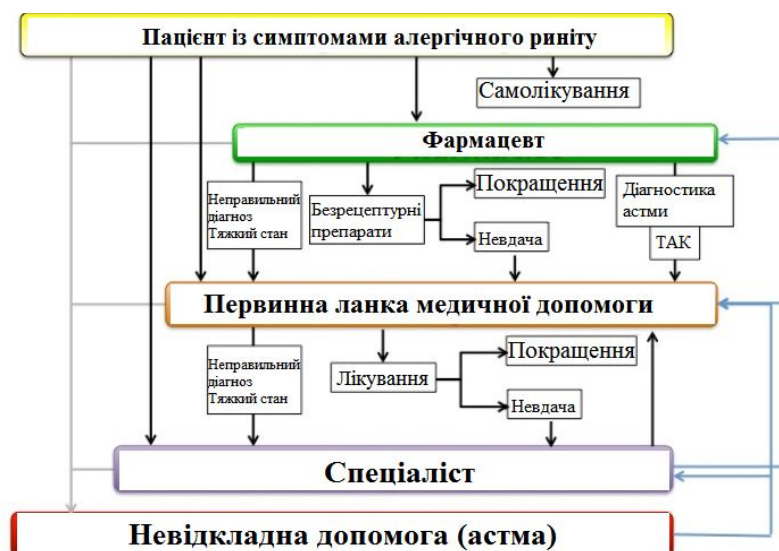 Пацієнт із симптомами алергічного риніту
Самолікування
Фармацевт
Неправильний
діагноз
Тяжкий стан
Безрецептурні
препарати
Покращення
Невдача
Діагностика
астми
ТАК
Первинна ланка медичної допомоги
Неправильний
діагноз
Тяжкий стан
Лікування
Покращення
Невдача
Спеціаліст
Невідкладна допомога (астма)